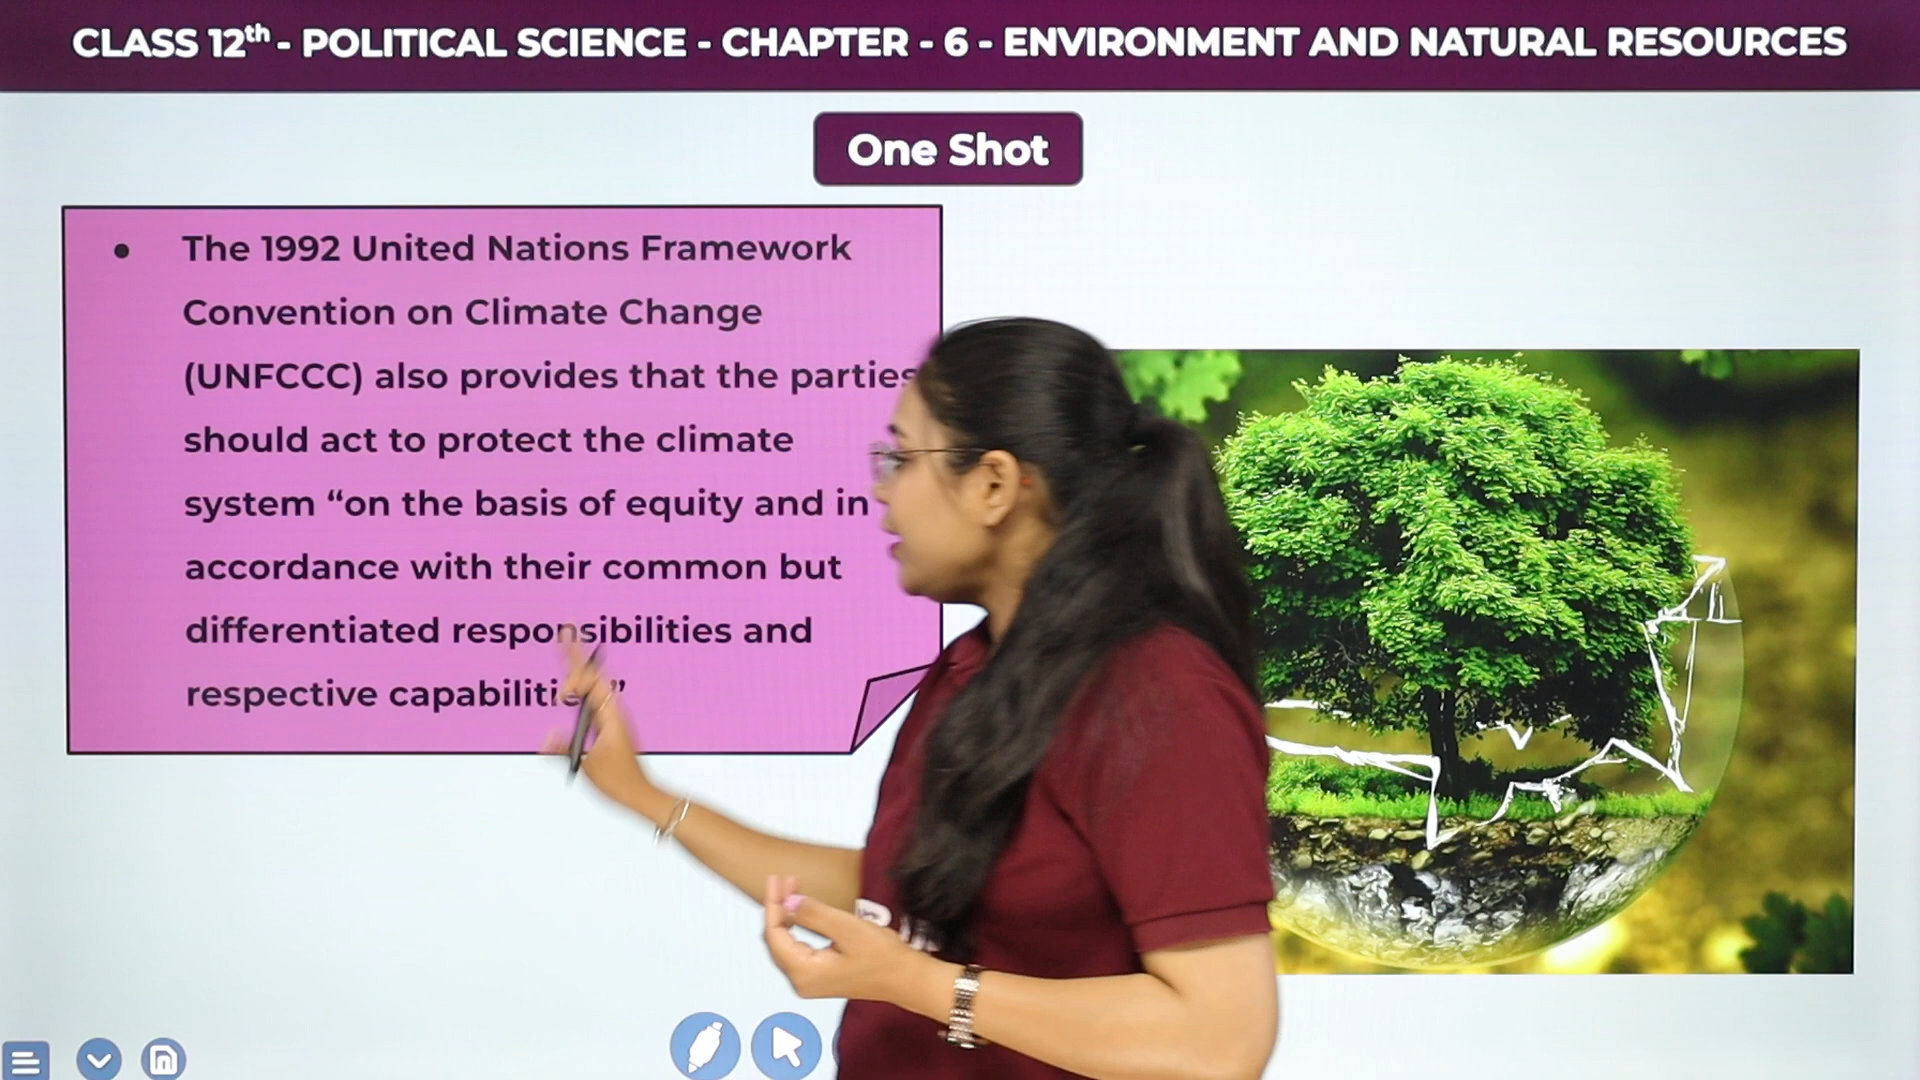 CLASS 12th - POLITICAL SCIENCE - CHAPTER - 6 - ENVIRONMENT AND NATURAL RESOURCES
One Shot
• The 1992 United Nations Framework
Convention on Climate Change
(UNFCCC) also provides that the parties
should act to protect the climate
system “on the basis of equity and in
accordance with their common but
differentiated responsibilities and
respective capabilities”